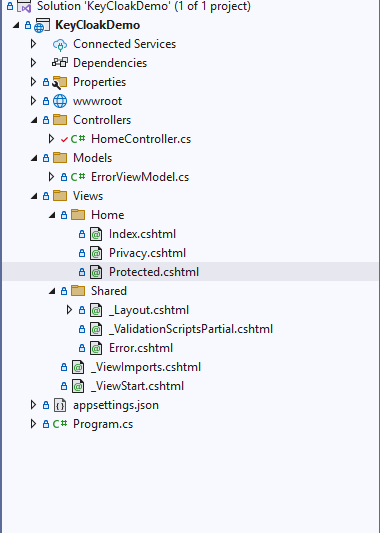 Solution 'KeyCloakDemo' (1 of 1 project)
KeyCloakDemo
Connected Services
Dependencies
Properties
wwwroot
Controllers
C# HomeController.cs
Models
C# ErrorViewModel.cs
Views
Home
Index.cshtml
Privacy.cshtml
Protected.cshtml
Shared
_Layout.cshtml
_ValidationScriptsPartial.cshtml
Error.cshtml
_ViewImports.cshtml
_ViewStart.cshtml
appsettings.json
C# Program.cs